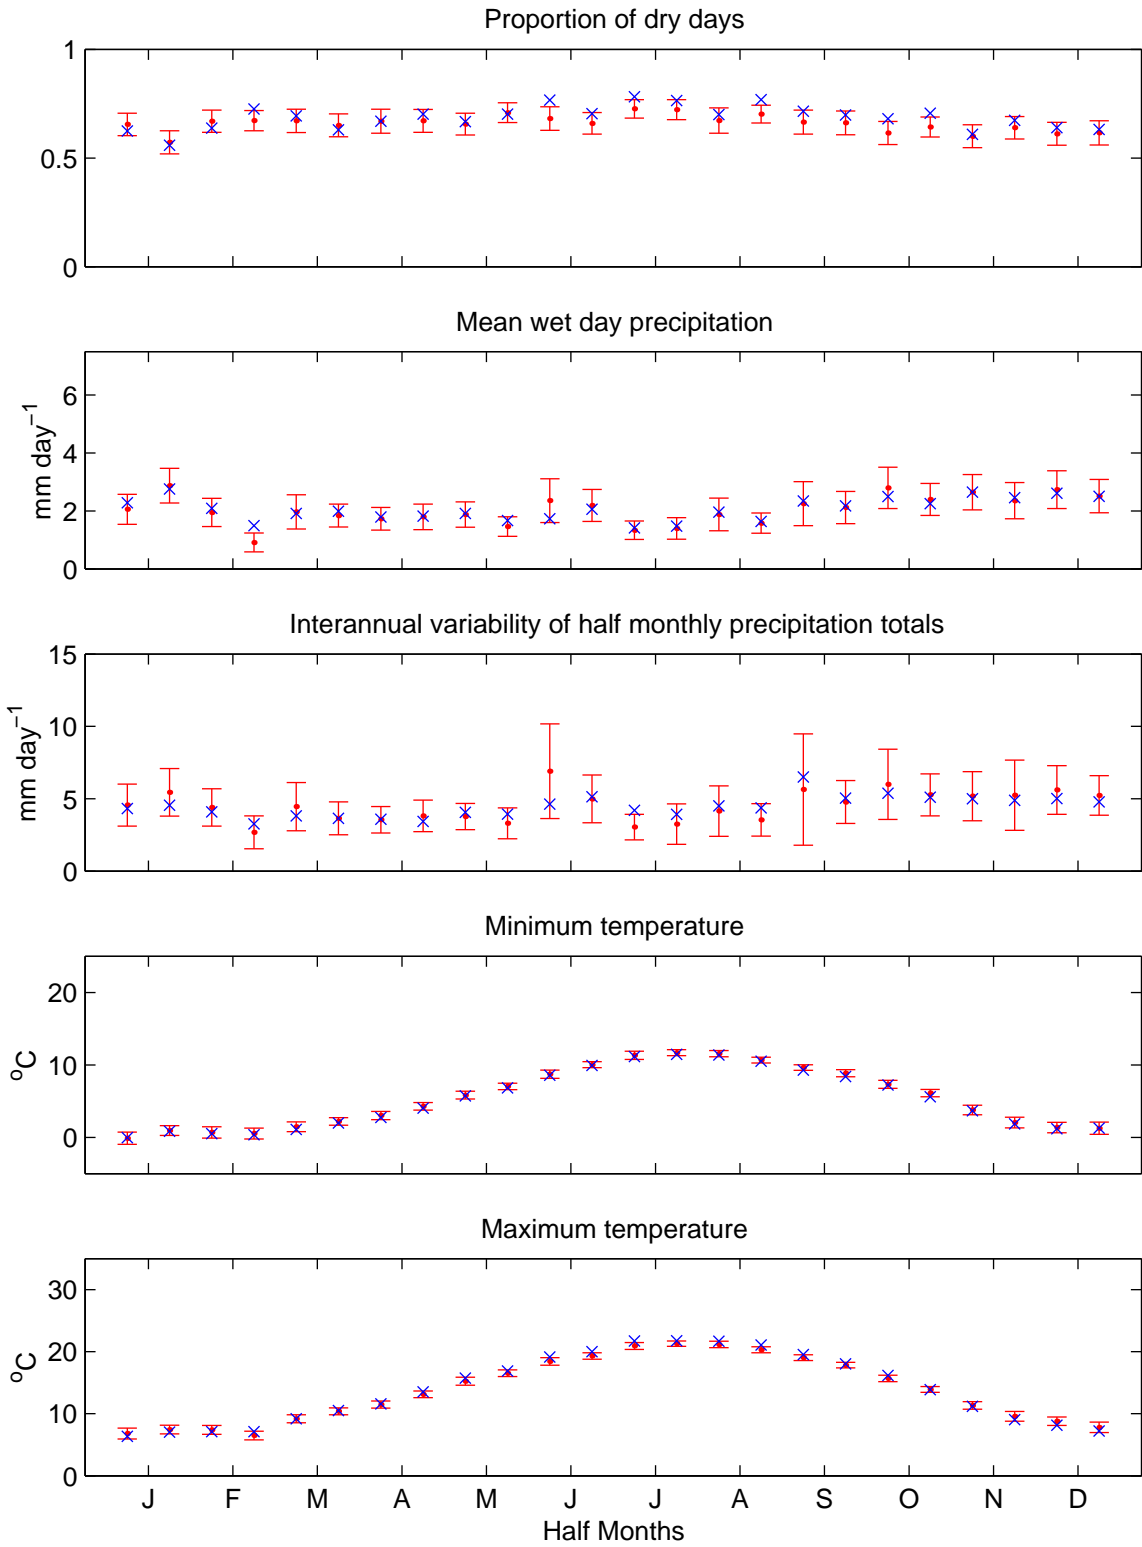 Proportion of dry days
1
0.5
0
Mean wet day precipitation
6
4
2
0
mm day⁻¹
Interannual variability of half monthly precipitation totals
15
10
5
0
mm day⁻¹
Minimum temperature
20
10
0
ºC
Maximum temperature
30
20
10
0
ºC
J F M A M J J A S O N D
Half Months